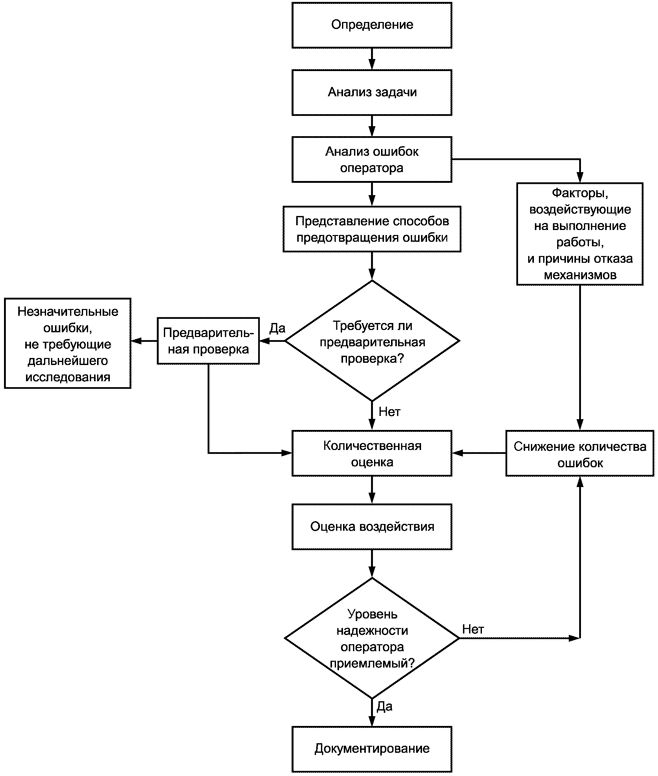 Определение
Анализ задачи
Анализ ошибок
оператора
Факторы,
воздействующие
на выполнение
работы,
и причины отказа
механизмов
Представление способов
предотвращения ошибки
Незначительные
ошибки,
не требующие
дальнейшего
исследования
Предваритель-
ная проверка
Да
Требуется ли
предварительная
проверка?
Нет
Количественная
оценка
Снижение количества
ошибок
Оценка воздействия
Уровень
надежности
оператора
приемлемый?
Нет
Да
Документирование